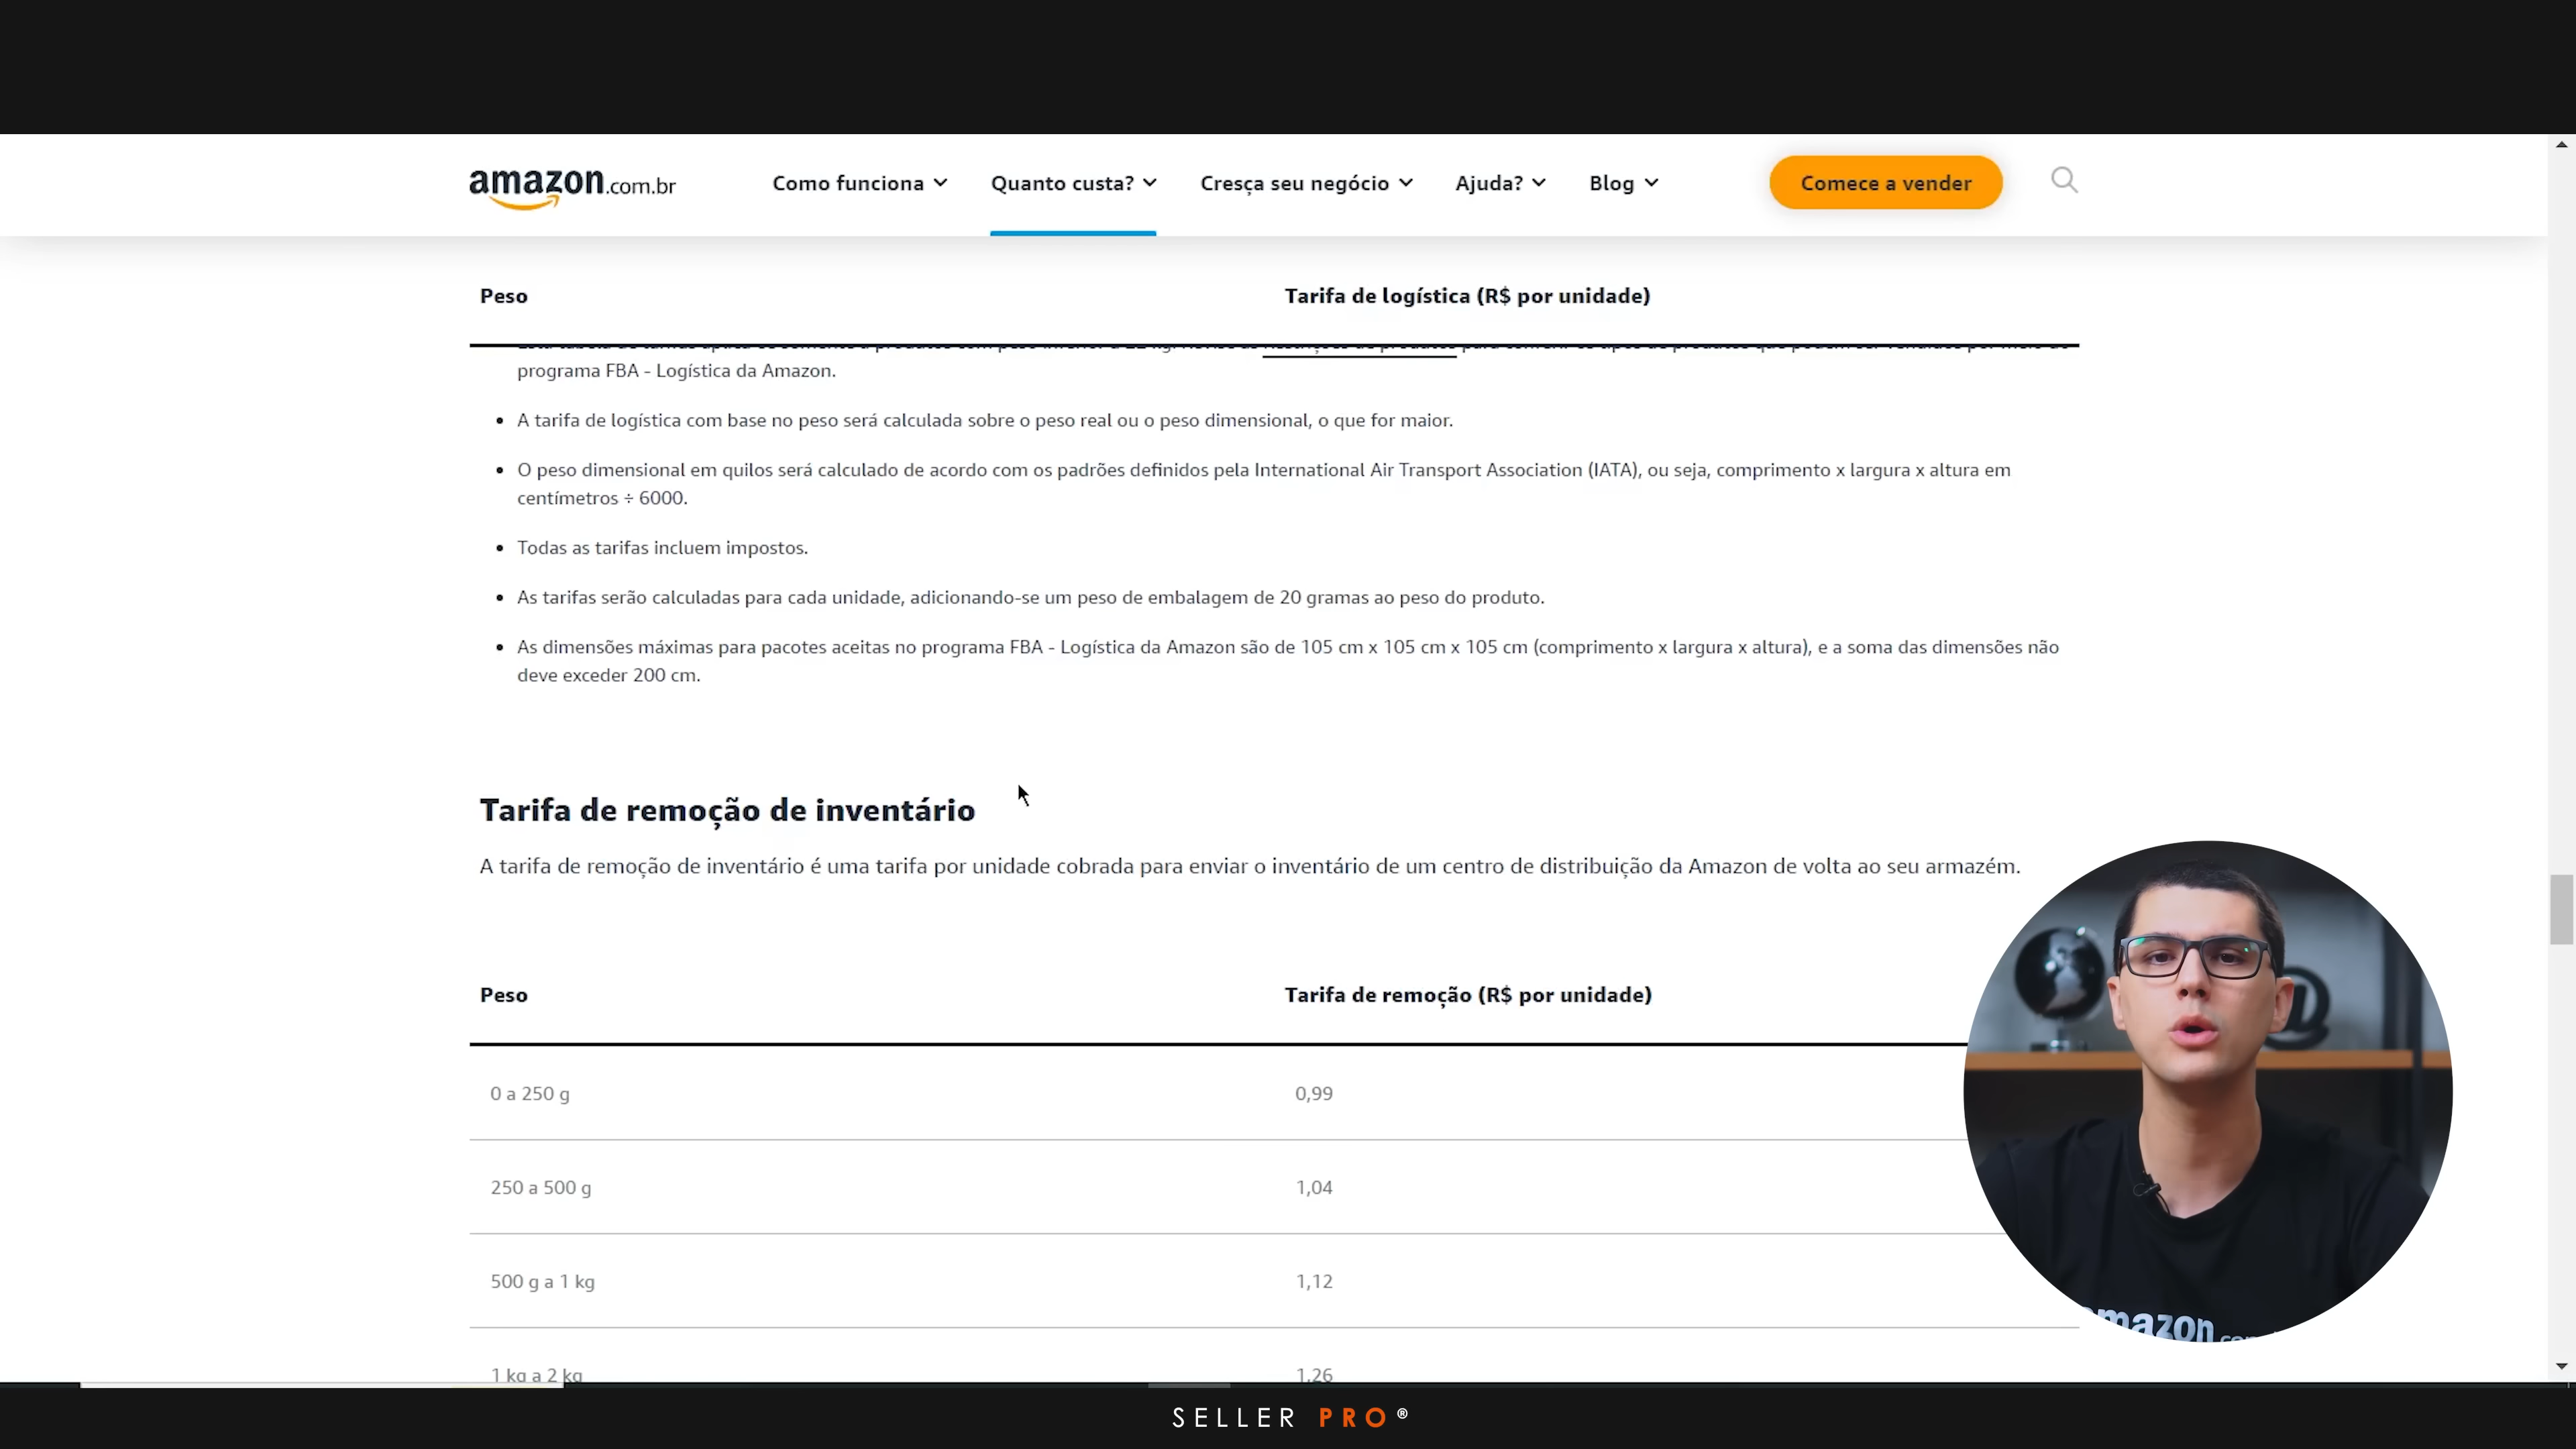 amazon.com.br
Como funciona
Quanto custa?
Cresça seu negócio
Ajuda?
Blog
Comece a vender
Peso
Tarifa de logística (R$ por unidade)
programa FBA - Logística da Amazon.
• A tarifa de logística com base no peso será calculada sobre o peso real ou o peso dimensional, o que for maior.
• O peso dimensional em quilos será calculado de acordo com os padrões definidos pela International Air Transport Association (IATA), ou seja, comprimento x largura x altura em
centímetros ÷ 6000.
• Todas as tarifas incluem impostos.
• As tarifas serão calculadas para cada unidade, adicionando-se um peso de embalagem de 20 gramas ao peso do produto.
• As dimensões máximas para pacotes aceitas no programa FBA - Logística da Amazon são de 105 cm x 105 cm x 105 cm (comprimento x largura x altura), e a soma das dimensões não
deve exceder 200 cm.
Tarifa de remoção de inventário
A tarifa de remoção de inventário é uma tarifa por unidade cobrada para enviar o inventário de um centro de distribuição da Amazon de volta ao seu armazém.
Peso
Tarifa de remoção (R$ por unidade)
0 a 250 g
0,99
250 a 500 g
1,04
500 g a 1 kg
1,12
1 kg a 2 kg
1,26
amazon
SELLER PRO®